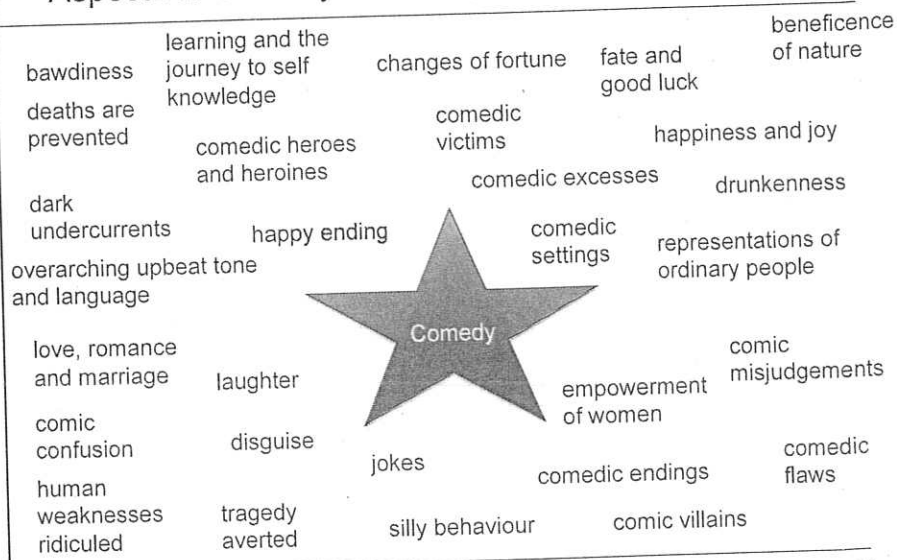 bawdiness
learning and the
journey to self
knowledge
changes of fortune
fate and
good luck
beneficence
of nature
deaths are
prevented
comedic heroes
and heroines
comedic
victims
happiness and joy
comedic excesses
drunkenness
dark
undercurrents
happy ending
comedic
settings
representations of
ordinary people
overarching upbeat tone
and language
Comedy
love, romance
and marriage
laughter
empowerment
of women
comic
misjudgements
comic
confusion
disguise
jokes
comedic endings
comedic
flaws
human
weaknesses
ridiculed
tragedy
averted
silly behaviour
comic villains